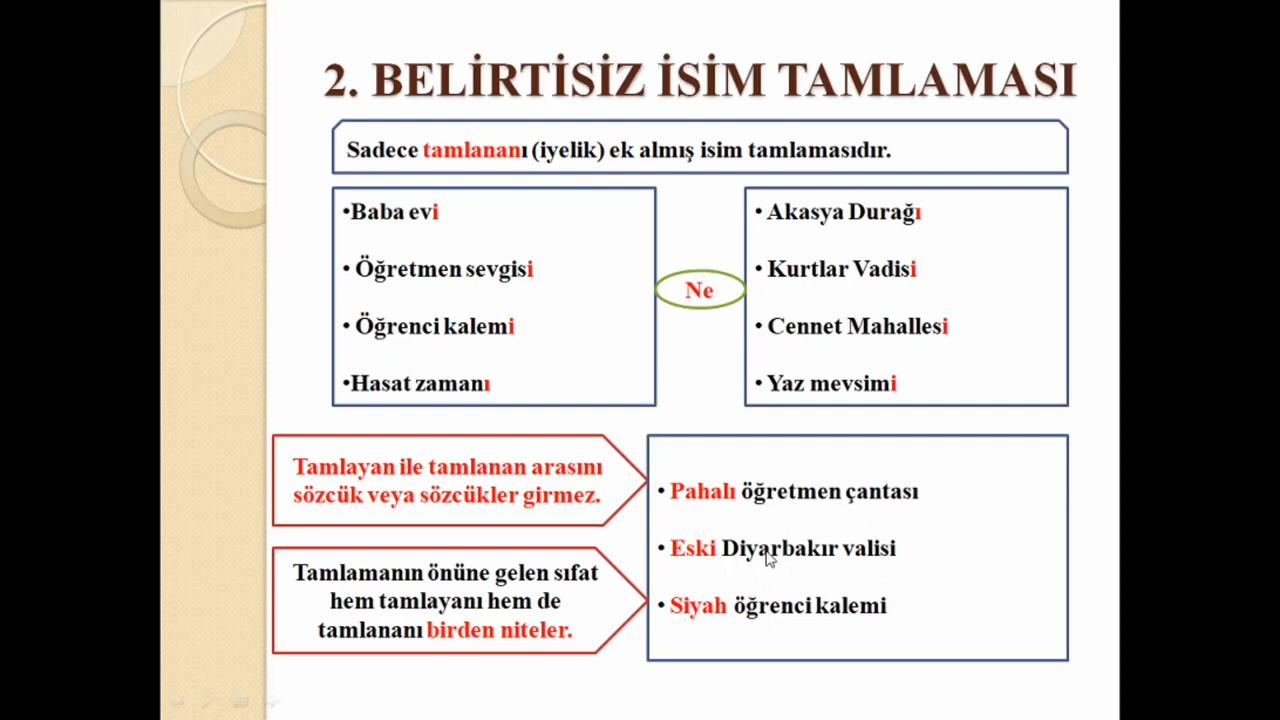 2. BELİRTİSİZ İSİM TAMLAMASI
Sadece tamlananı (iyelik) ek almış isim tamlamasıdır.
•Baba evi
• Öğretmen sevgisi
• Öğrenci kalemi
•Hasat zamanı
Ne
• Akasya Durağı
• Kurtlar Vadisi
• Cennet Mahallesi
• Yaz mevsimi
Tamlayan ile tamlanan arasını
sözcük veya sözcükler girmez.
Tamlamanın önüne gelen sıfat
hem tamlayanı hem de
tamlananı birden niteler.
• Pahalı öğretmen çantası
• Eski Diyarbakır valisi
• Siyah öğrenci kalemi